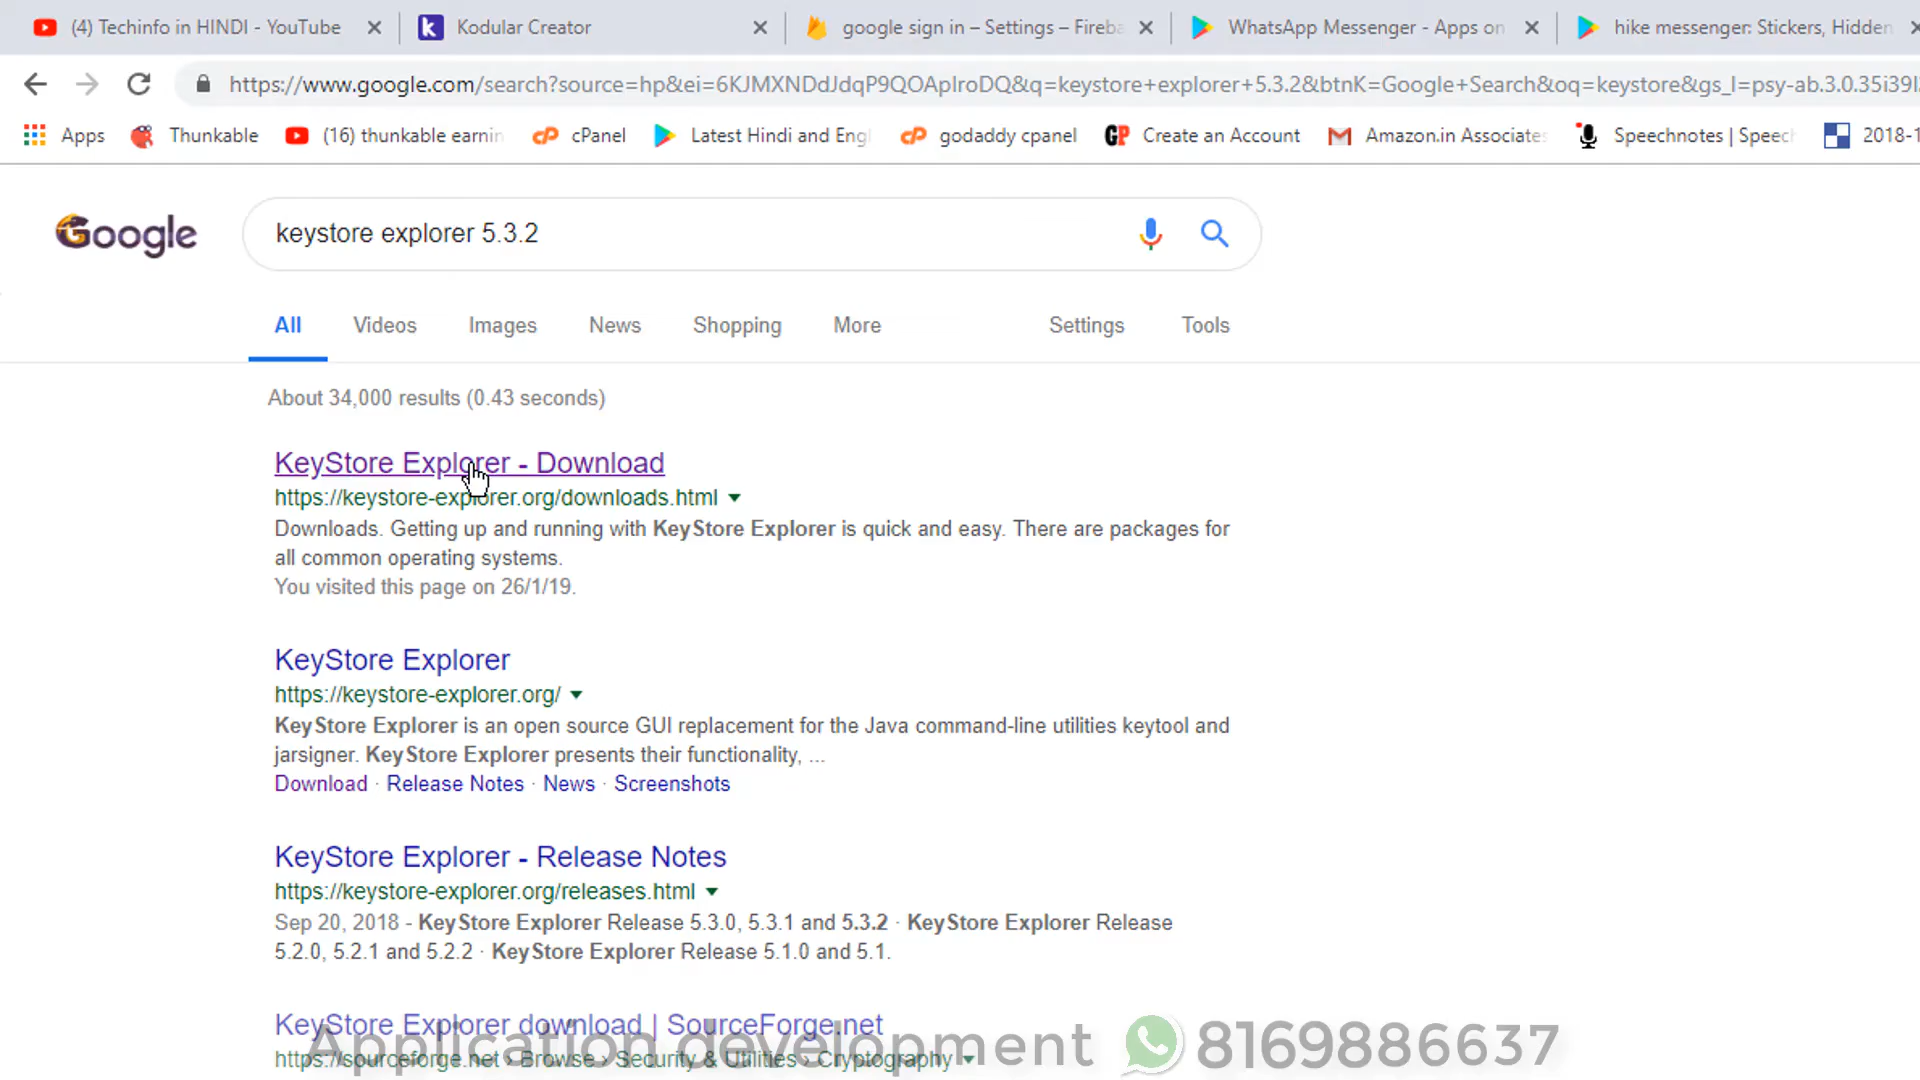 (4) Techinfo in HINDI - YouTube
Kodular Creator
google sign in – Settings – Fireba
WhatsApp Messenger - Apps on
hike messenger: Stickers, Hidden
https://www.google.com/search?source=hp&ei=6KJMXNDdJdqP9QOApIroDQ&q=keystore+explorer+5.3.2&btnK=Google+Search&oq=keystore&gs_l=psy-ab.3.0.35i39l
Apps
Thunkable
(16) thunkable earnin
cPanel
Latest Hindi and Engl
godaddy cpanel
GP
Create an Account
Amazon.in Associates
Speechnotes | Speech
2018-1
Google
keystore explorer 5.3.2
All
Videos
Images
News
Shopping
More
Settings
Tools
About 34,000 results (0.43 seconds)
KeyStore Explorer - Download
https://keystore-explorer.org/downloads.html
Downloads. Getting up and running with KeyStore Explorer is quick and easy. There are packages for
all common operating systems.
You visited this page on 26/1/19.
KeyStore Explorer
https://keystore-explorer.org/
KeyStore Explorer is an open source GUI replacement for the Java command-line utilities keytool and
jarsigner. KeyStore Explorer presents their functionality, ...
Download · Release Notes · News · Screenshots
KeyStore Explorer - Release Notes
https://keystore-explorer.org/releases.html
Sep 20, 2018 - KeyStore Explorer Release 5.3.0, 5.3.1 and 5.3.2 · KeyStore Explorer Release
5.2.0, 5.2.1 and 5.2.2 · KeyStore Explorer Release 5.1.0 and 5.1.
KeyStore Explorer download | SourceForge.net
https://sourceforge.net › Browse › Security & Utilities › Cryptography
Application development 8169886637